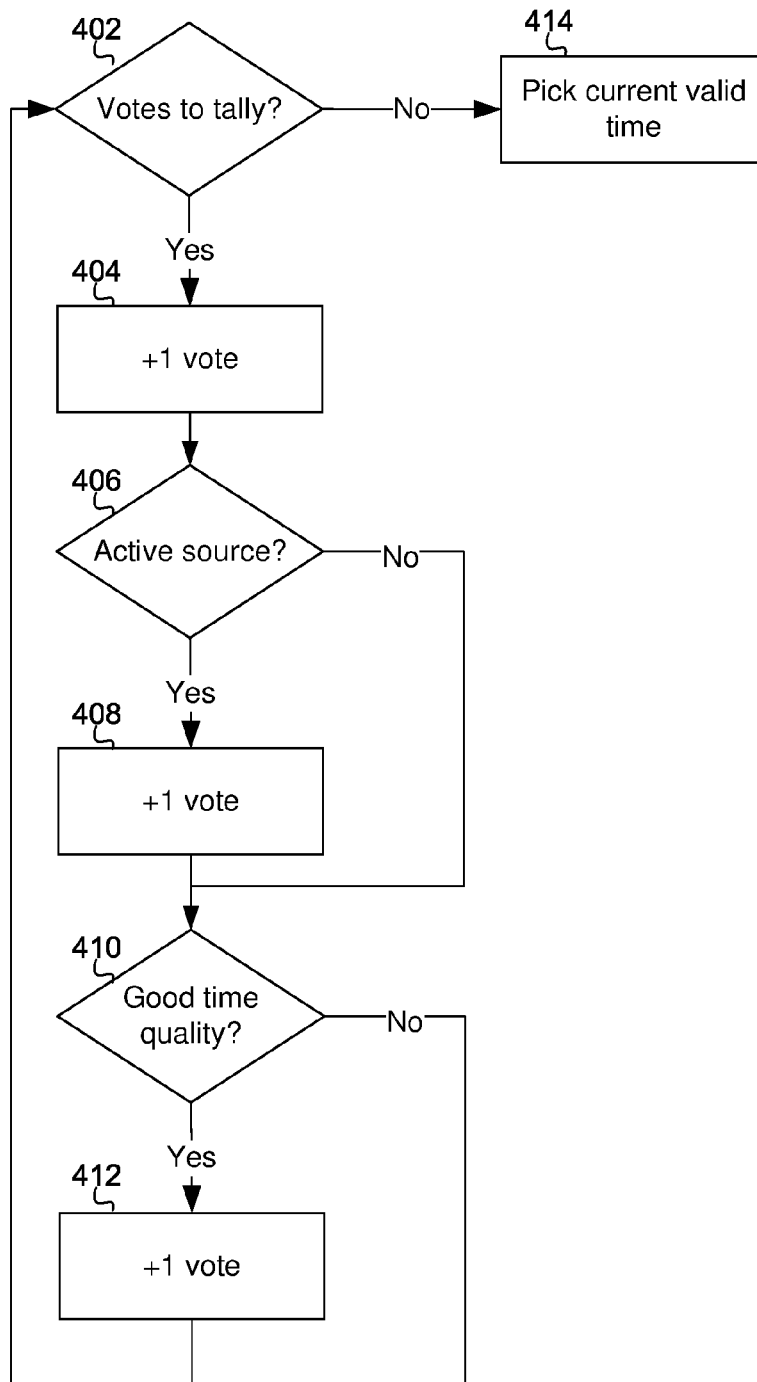 402
Votes to tally?
No
414
Pick current valid
time
Yes
404
+1 vote
406
Active source?
No
Yes
408
+1 vote
410
Good time
quality?
No
Yes
412
+1 vote